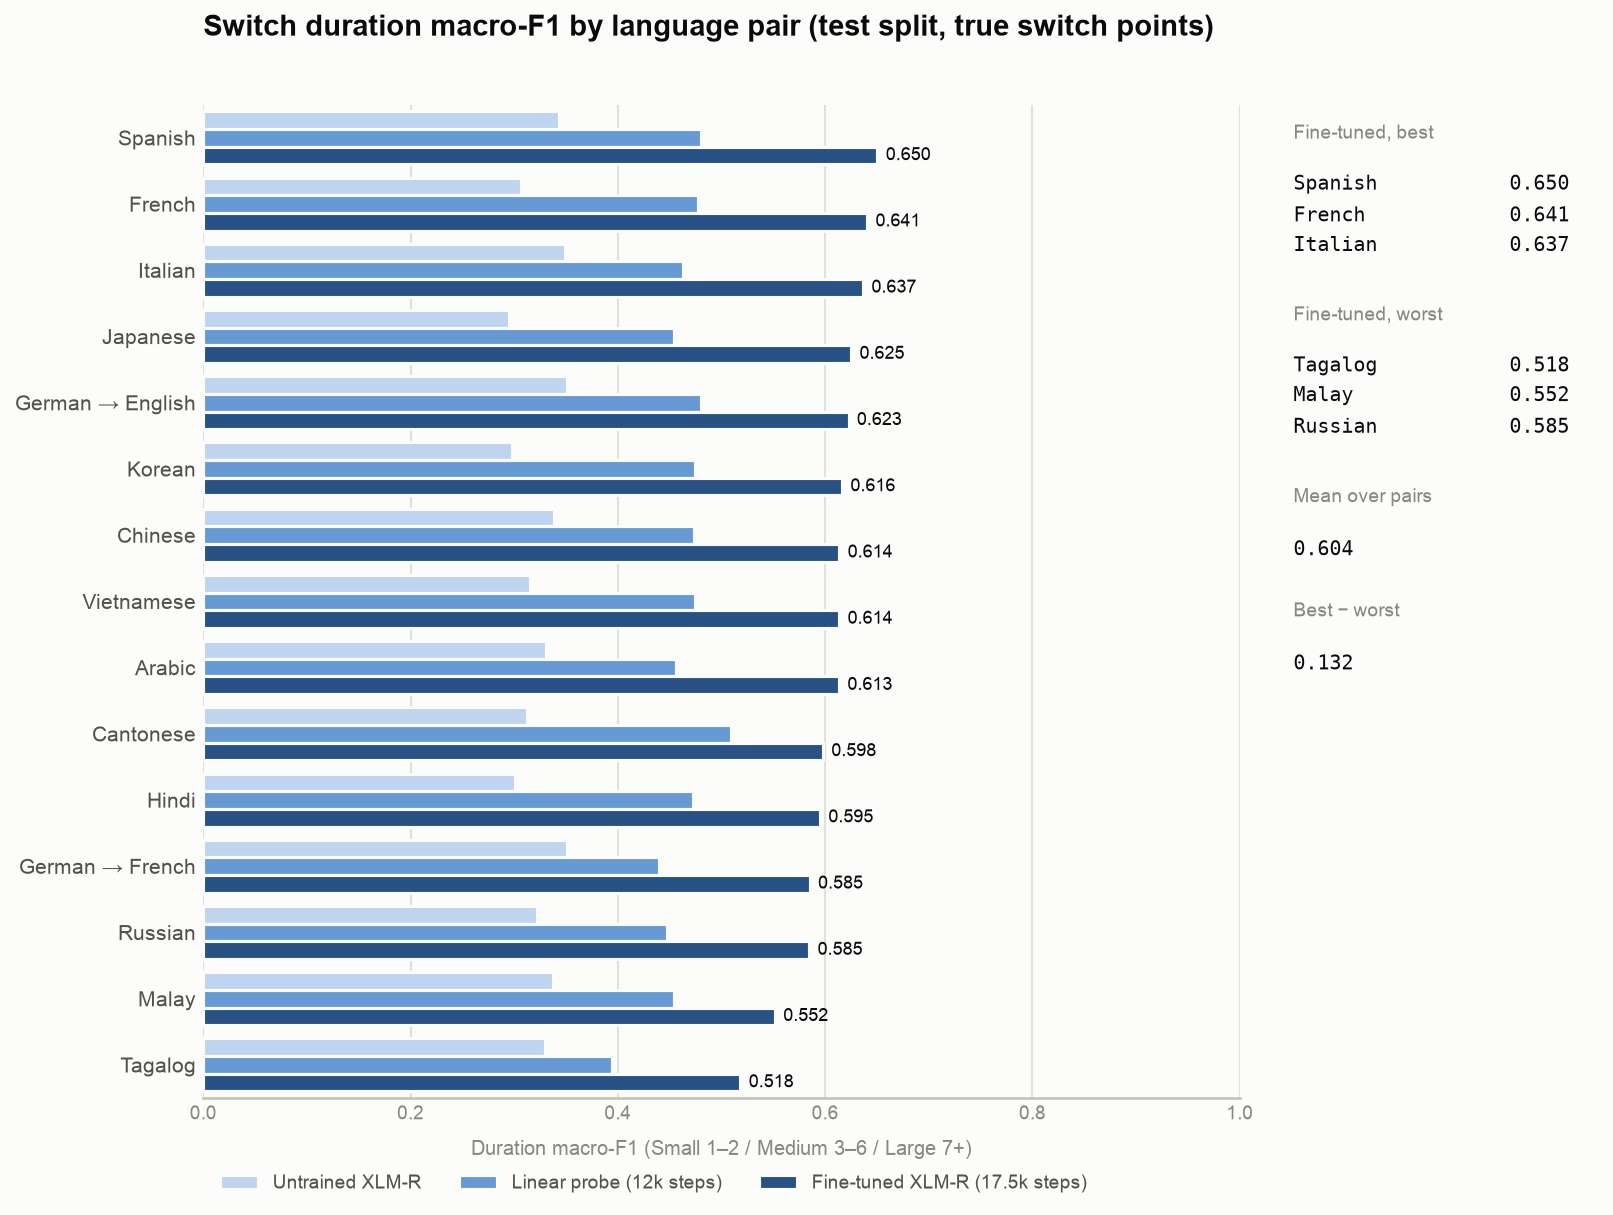 Switch duration macro-F1 by language pair (test split, true switch points)
Spanish
0.650
French
0.641
Italian
0.637
Japanese
0.625
German → English
0.623
Korean
0.616
Chinese
0.614
Vietnamese
0.614
Arabic
0.613
Cantonese
0.598
Hindi
0.595
German → French
0.585
Russian
0.585
Malay
0.552
Tagalog
0.518
0.0 0.2 0.4 0.6 0.8 1.0
Duration macro-F1 (Small 1–2 / Medium 3–6 / Large 7+)
Untrained XLM-R Linear probe (12k steps) Fine-tuned XLM-R (17.5k steps)
Fine-tuned, best
Spanish 0.650
French 0.641
Italian 0.637
Fine-tuned, worst
Tagalog 0.518
Malay 0.552
Russian 0.585
Mean over pairs
0.604
Best − worst
0.132